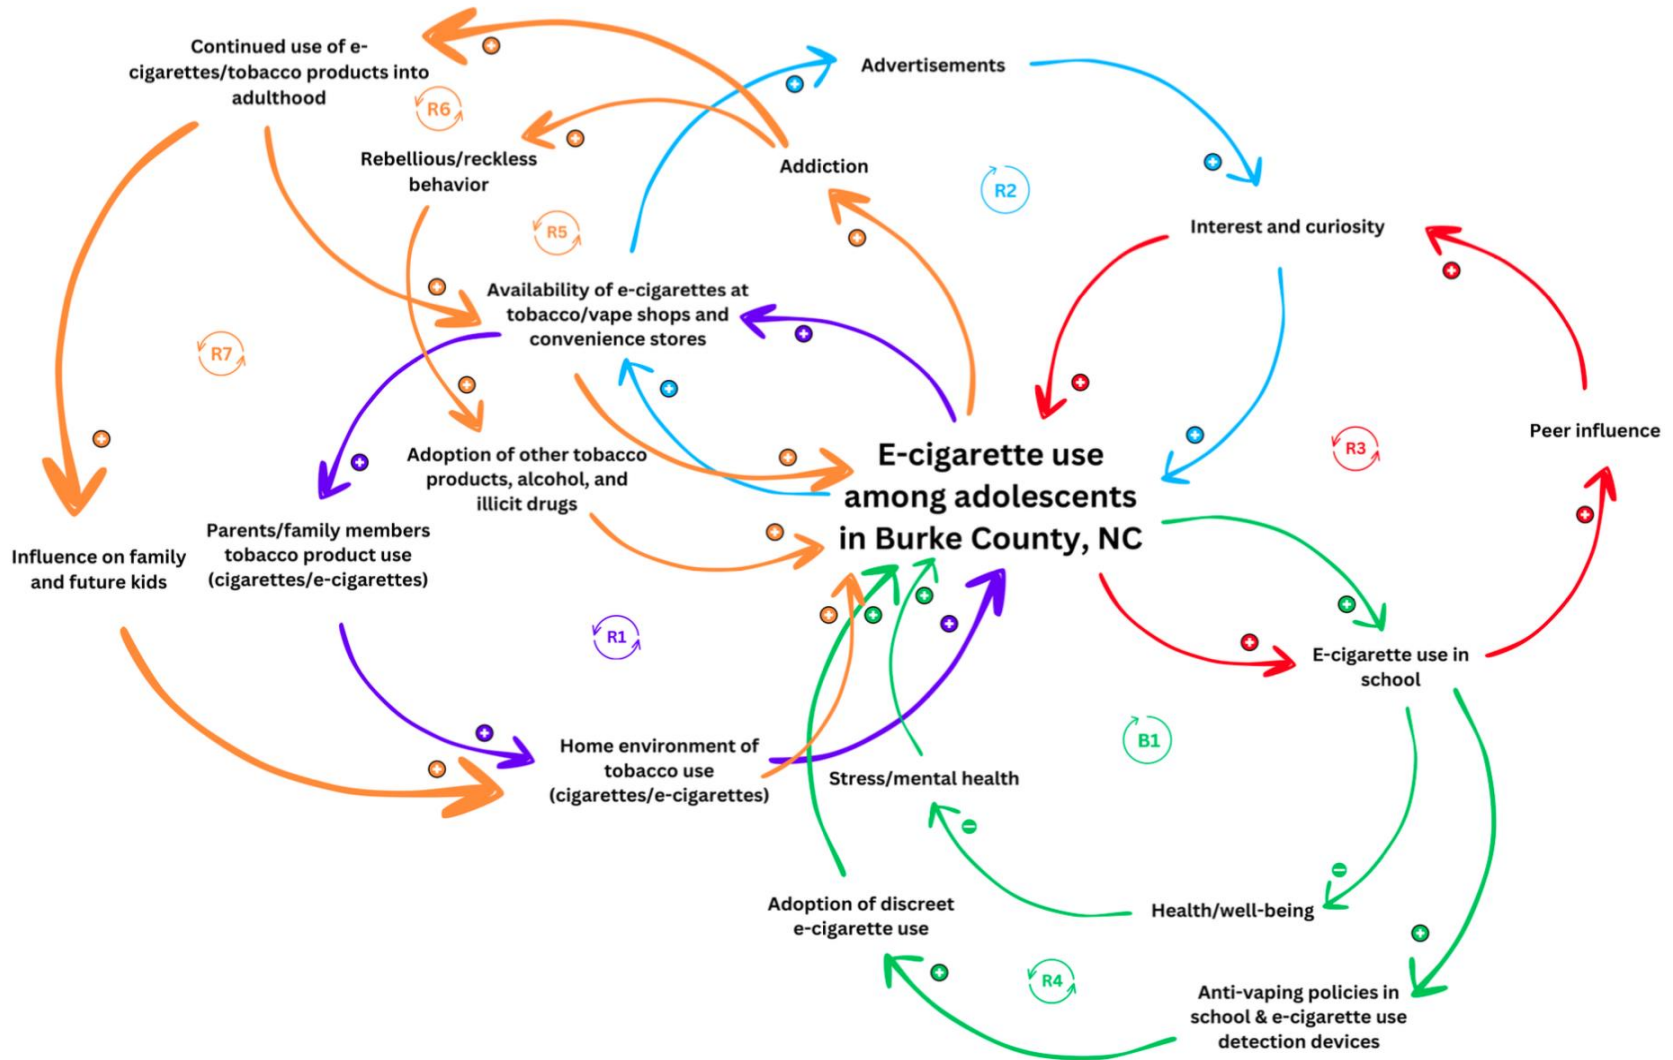 Continued use of e-
cigarettes/tobacco products into
adulthood
R6
Rebellious/reckless
behavior
Addiction
Advertisements
R2
R5
Interest and curiosity
Availability of e-cigarettes at
tobacco/vape shops and
convenience stores
R7
Peer influence
R3
E-cigarette use
among adolescents
in Burke County, NC
Adoption of other tobacco
products, alcohol, and
illicit drugs
Parents/family members
tobacco product use
(cigarettes/e-cigarettes)
Influence on family
and future kids
R1
E-cigarette use in
school
B1
Home environment of
tobacco use
(cigarettes/e-cigarettes)
Stress/mental health
Adoption of discreet
e-cigarette use
Health/well-being
R4
Anti-vaping policies in
school & e-cigarette use
detection devices